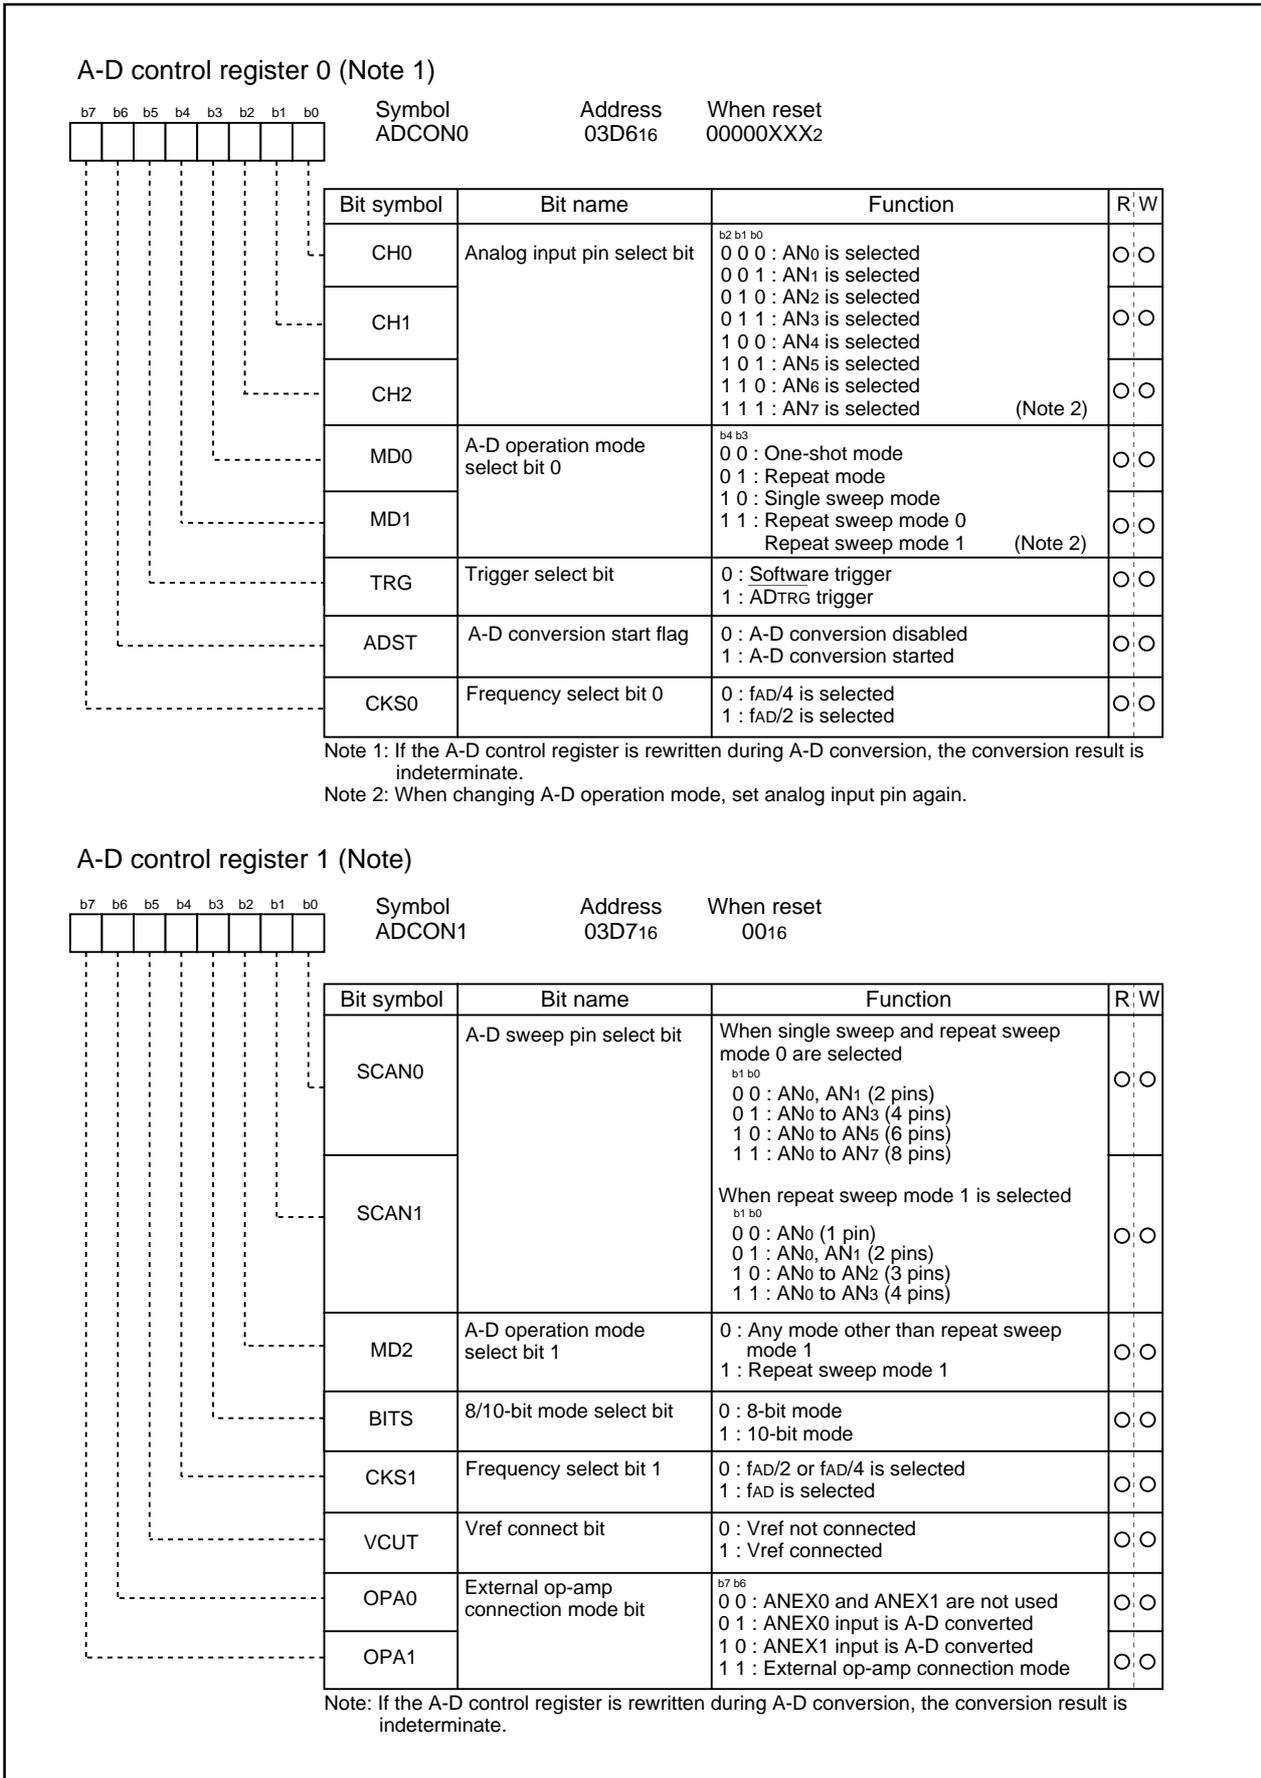 A-D control register 0 (Note 1)
b7 b6 b5 b4 b3 b2 b1 b0
Symbol Address When reset
ADCON0 03D616 00000XXX2
Bit symbol Bit name Function R W
CH0 Analog input pin select bit
b2 b1 b0
0 0 0 : AN0 is selected
0 0 1 : AN1 is selected
0 1 0 : AN2 is selected
CH1
0 1 1 : AN3 is selected
1 0 0 : AN4 is selected
1 0 1 : AN5 is selected
CH2
1 1 0 : AN6 is selected
1 1 1 : AN7 is selected (Note 2)
MD0 A-D operation mode
select bit 0
b4 b3
0 0 : One-shot mode
0 1 : Repeat mode
1 0 : Single sweep mode
MD1
1 1 : Repeat sweep mode 0
Repeat sweep mode 1 (Note 2)
TRG Trigger select bit
0 : Software trigger
1 : ADTRG trigger
ADST A-D conversion start flag
0 : A-D conversion disabled
1 : A-D conversion started
CKS0 Frequency select bit 0
0 : fAD/4 is selected
1 : fAD/2 is selected
Note 1: If the A-D control register is rewritten during A-D conversion, the conversion result is
indeterminate.
Note 2: When changing A-D operation mode, set analog input pin again.
A-D control register 1 (Note)
b7 b6 b5 b4 b3 b2 b1 b0
Symbol Address When reset
ADCON1 03D716 0016
Bit symbol Bit name Function R W
SCAN0 A-D sweep pin select bit
When single sweep and repeat sweep
mode 0 are selected
b1 b0
0 0 : AN0, AN1 (2 pins)
0 1 : AN0 to AN3 (4 pins)
1 0 : AN0 to AN5 (6 pins)
1 1 : AN0 to AN7 (8 pins)
SCAN1
When repeat sweep mode 1 is selected
b1 b0
0 0 : AN0 (1 pin)
0 1 : AN0, AN1 (2 pins)
1 0 : AN0 to AN2 (3 pins)
1 1 : AN0 to AN3 (4 pins)
MD2 A-D operation mode
select bit 1
0 : Any mode other than repeat sweep
mode 1
1 : Repeat sweep mode 1
BITS 8/10-bit mode select bit
0 : 8-bit mode
1 : 10-bit mode
CKS1 Frequency select bit 1
0 : fAD/2 or fAD/4 is selected
1 : fAD is selected
VCUT Vref connect bit
0 : Vref not connected
1 : Vref connected
OPA0 External op-amp
connection mode bit
b7 b6
0 0 : ANEX0 and ANEX1 are not used
0 1 : ANEX0 input is A-D converted
OPA1
1 0 : ANEX1 input is A-D converted
1 1 : External op-amp connection mode
Note: If the A-D control register is rewritten during A-D conversion, the conversion result is
indeterminate.